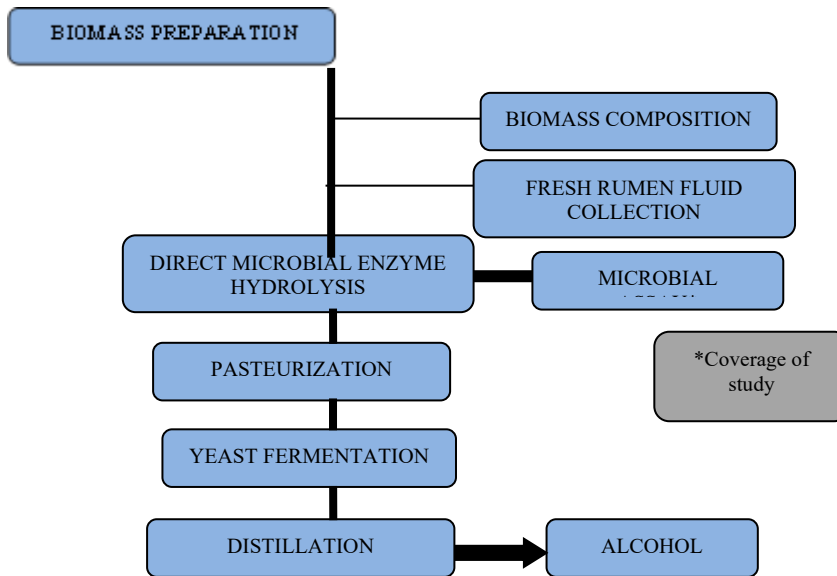 BIOMASS PREPARATION
BIOMASS COMPOSITION
FRESH RUMEN FLUID
COLLECTION
DIRECT MICROBIAL ENZYME
HYDROLYSIS
MICROBIAL
PASTEURIZATION
*Coverage of
study
YEAST FERMENTATION
DISTILLATION
ALCOHOL